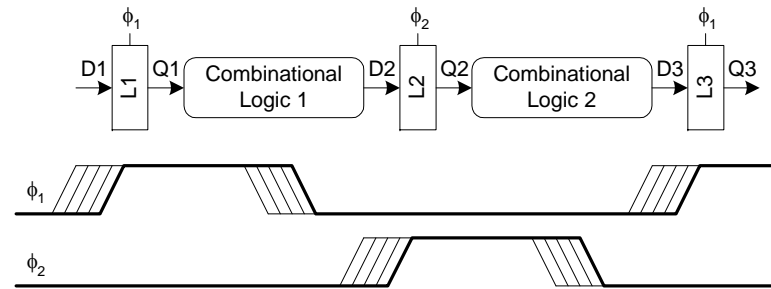 ϕ1 ϕ2 ϕ1
D1 L1 Q1 Combinational Logic 1 D2 L2 Q2 Combinational Logic 2 D3 L3 Q3
ϕ1
ϕ2